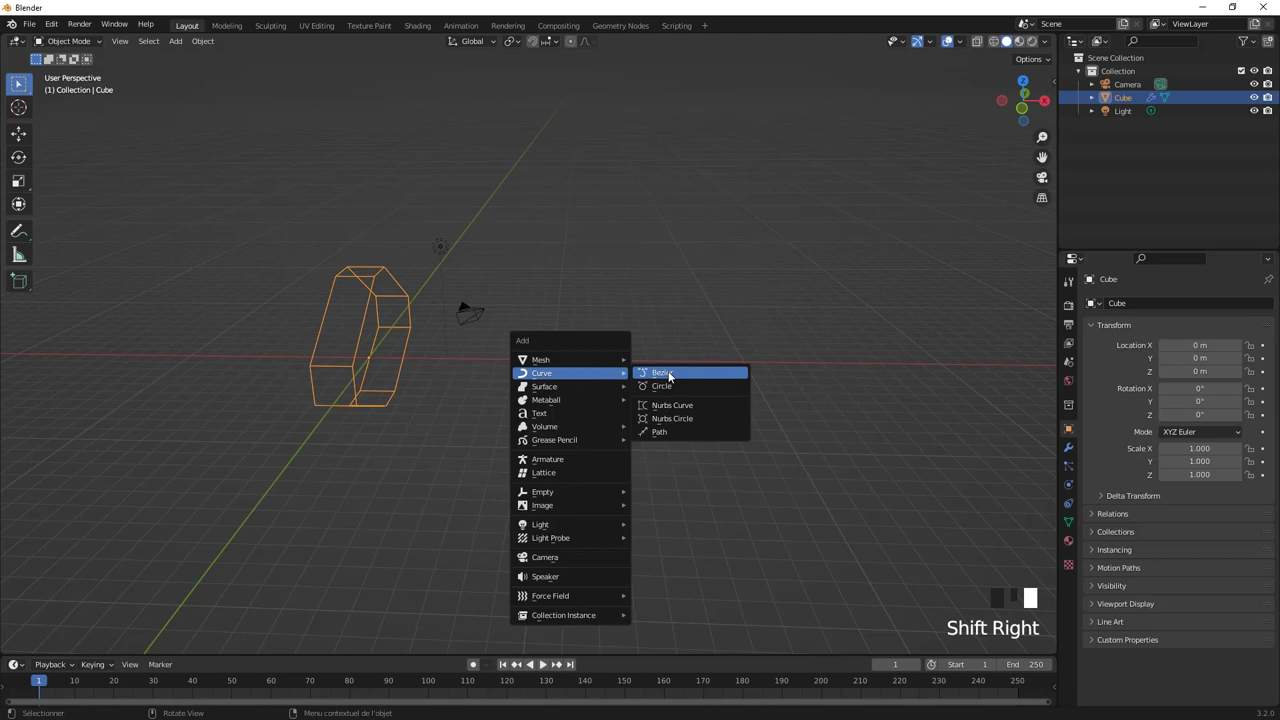 Blender
File Edit Render Window Help
Layout Modeling Sculpting UV Editing Texture Paint Shading Animation Rendering Compositing Geometry Nodes Scripting +
Scene
ViewLayer
Object Mode View Select Add Object
Global
Options
User Perspective
(1) Collection | Cube
Z
Y
X
Scene Collection
Collection
Camera
Cube
Light
Add
Mesh
Curve
Surface
Metaball
Text
Volume
Grease Pencil
Armature
Lattice
Empty
Image
Light
Light Probe
Camera
Speaker
Force Field
Collection Instance
Bezier
Circle
Nurbs Curve
Nurbs Circle
Path
Cube
Cube
Transform
Location X 0 m
Y 0 m
Z 0 m
Rotation X 0°
Y 0°
Z 0°
Mode XYZ Euler
Scale X 1.000
Y 1.000
Z 1.000
Delta Transform
Relations
Collections
Instancing
Motion Paths
Visibility
Viewport Display
Line Art
Custom Properties
Shift Right
Playback Keying View Marker
1
Start 1
End 250
1 10 20 30 40 50 60 70 80 90 100 110 120 130 140 150 160 170 180 190 200 210 220 230 240 250
Sélectionner
Rotate View
Menu contextuel de l'objet
3.2.0